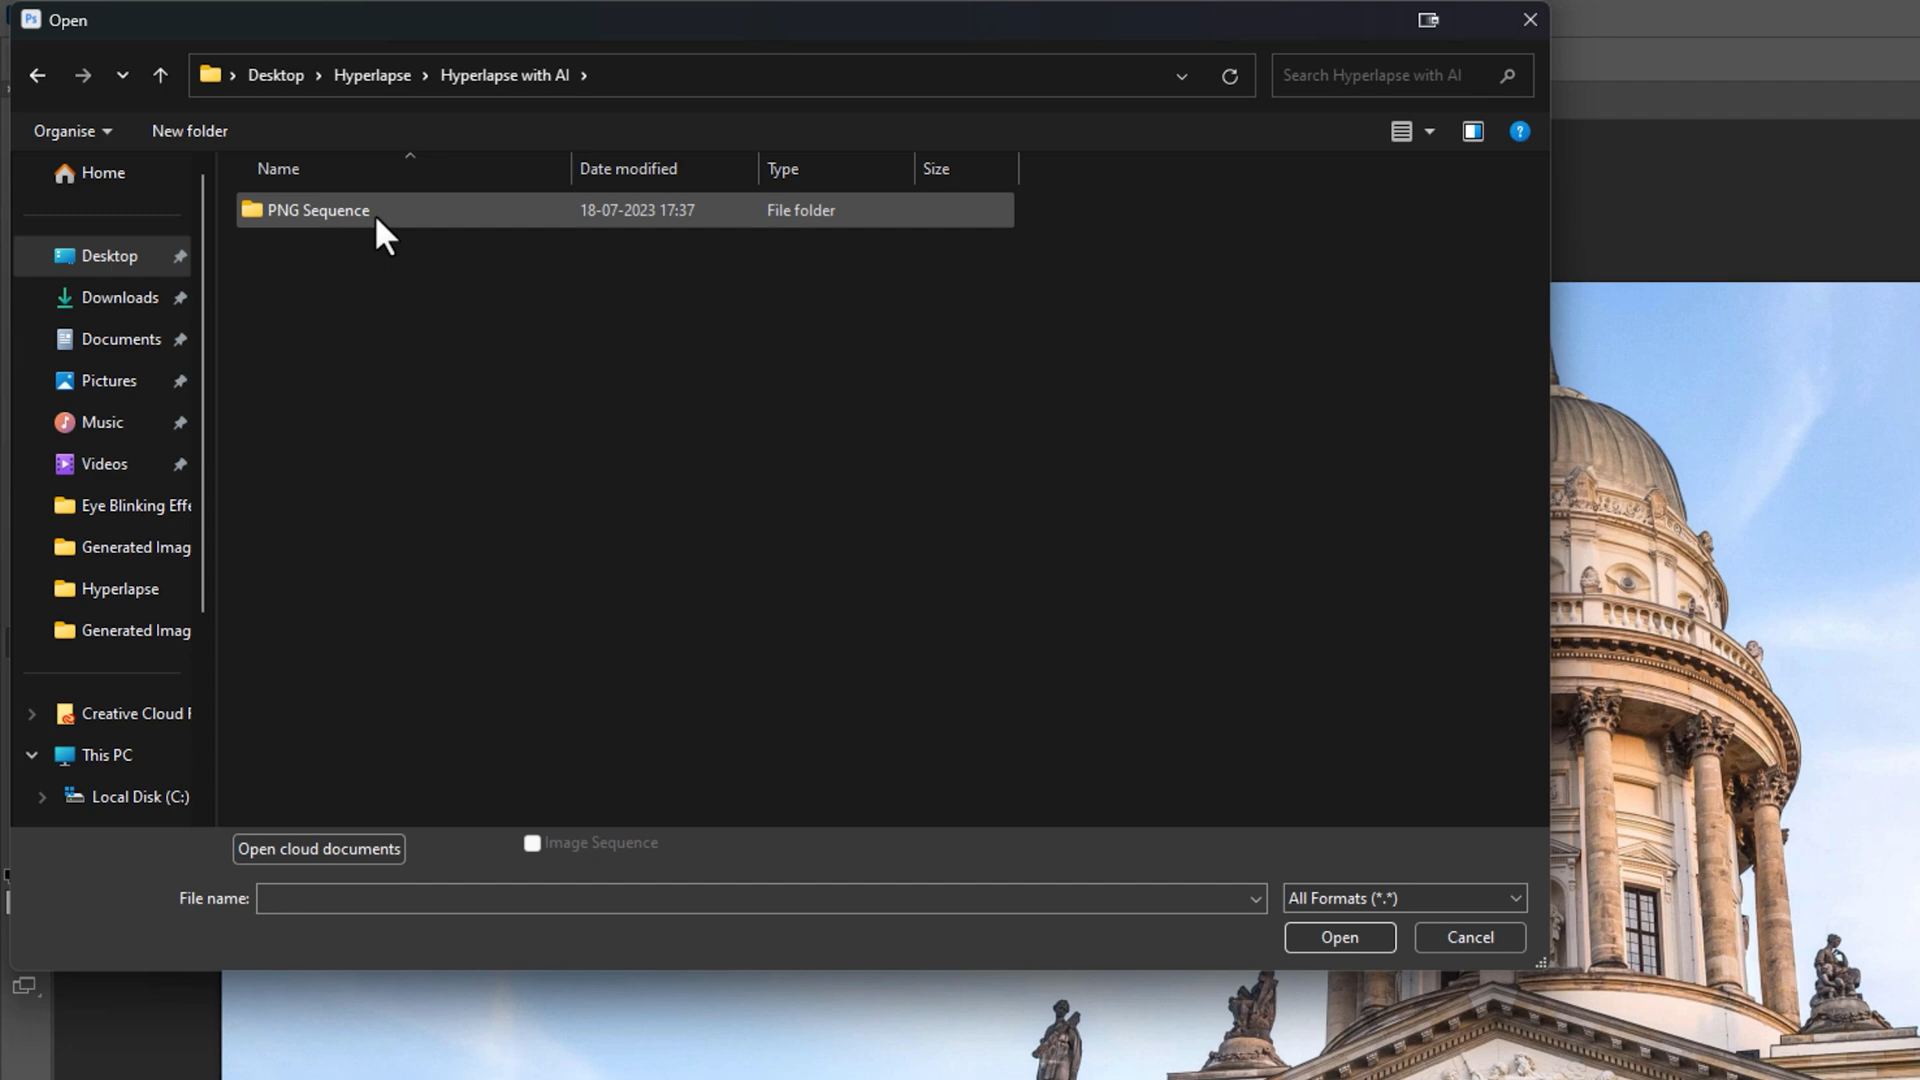 Ps Open
Desktop > Hyperlapse > Hyperlapse with AI >
Search Hyperlapse with AI
Organise
New folder
Name
Date modified
Type
Size
PNG Sequence
18-07-2023 17:37
File folder
Home
Desktop
Downloads
Documents
Pictures
Music
Videos
Eye Blinking Effe
Generated Imag
Hyperlapse
Generated Imag
Creative Cloud F
This PC
Local Disk (C:)
Open cloud documents
Image Sequence
File name:
All Formats (*.*)
Open
Cancel